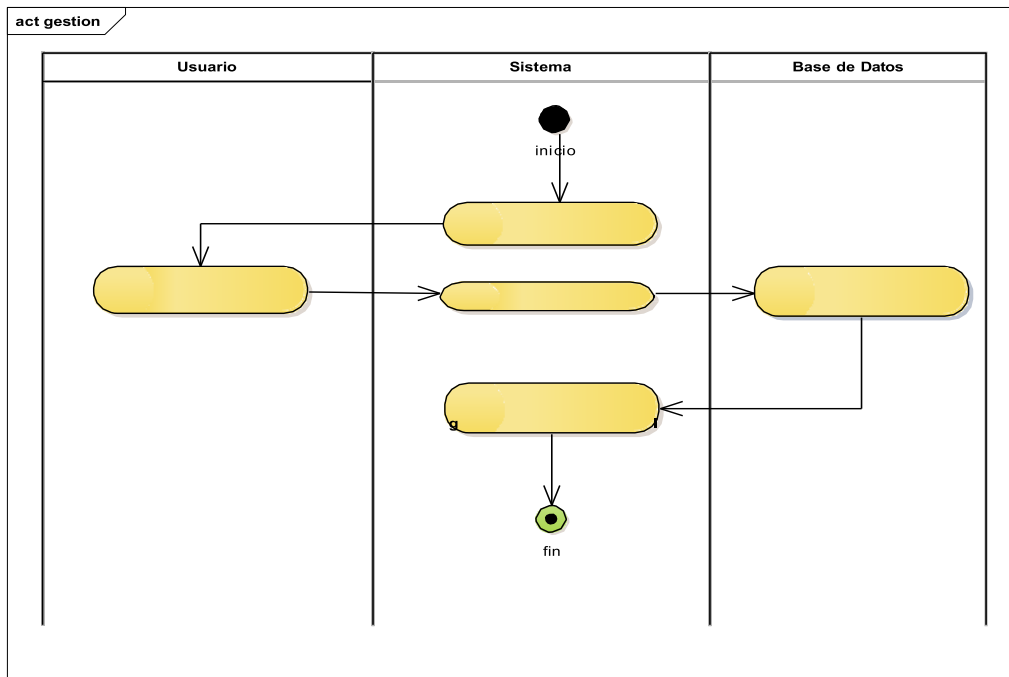 act gestion
Usuario Sistema Base de Datos
inicio
g l
fin